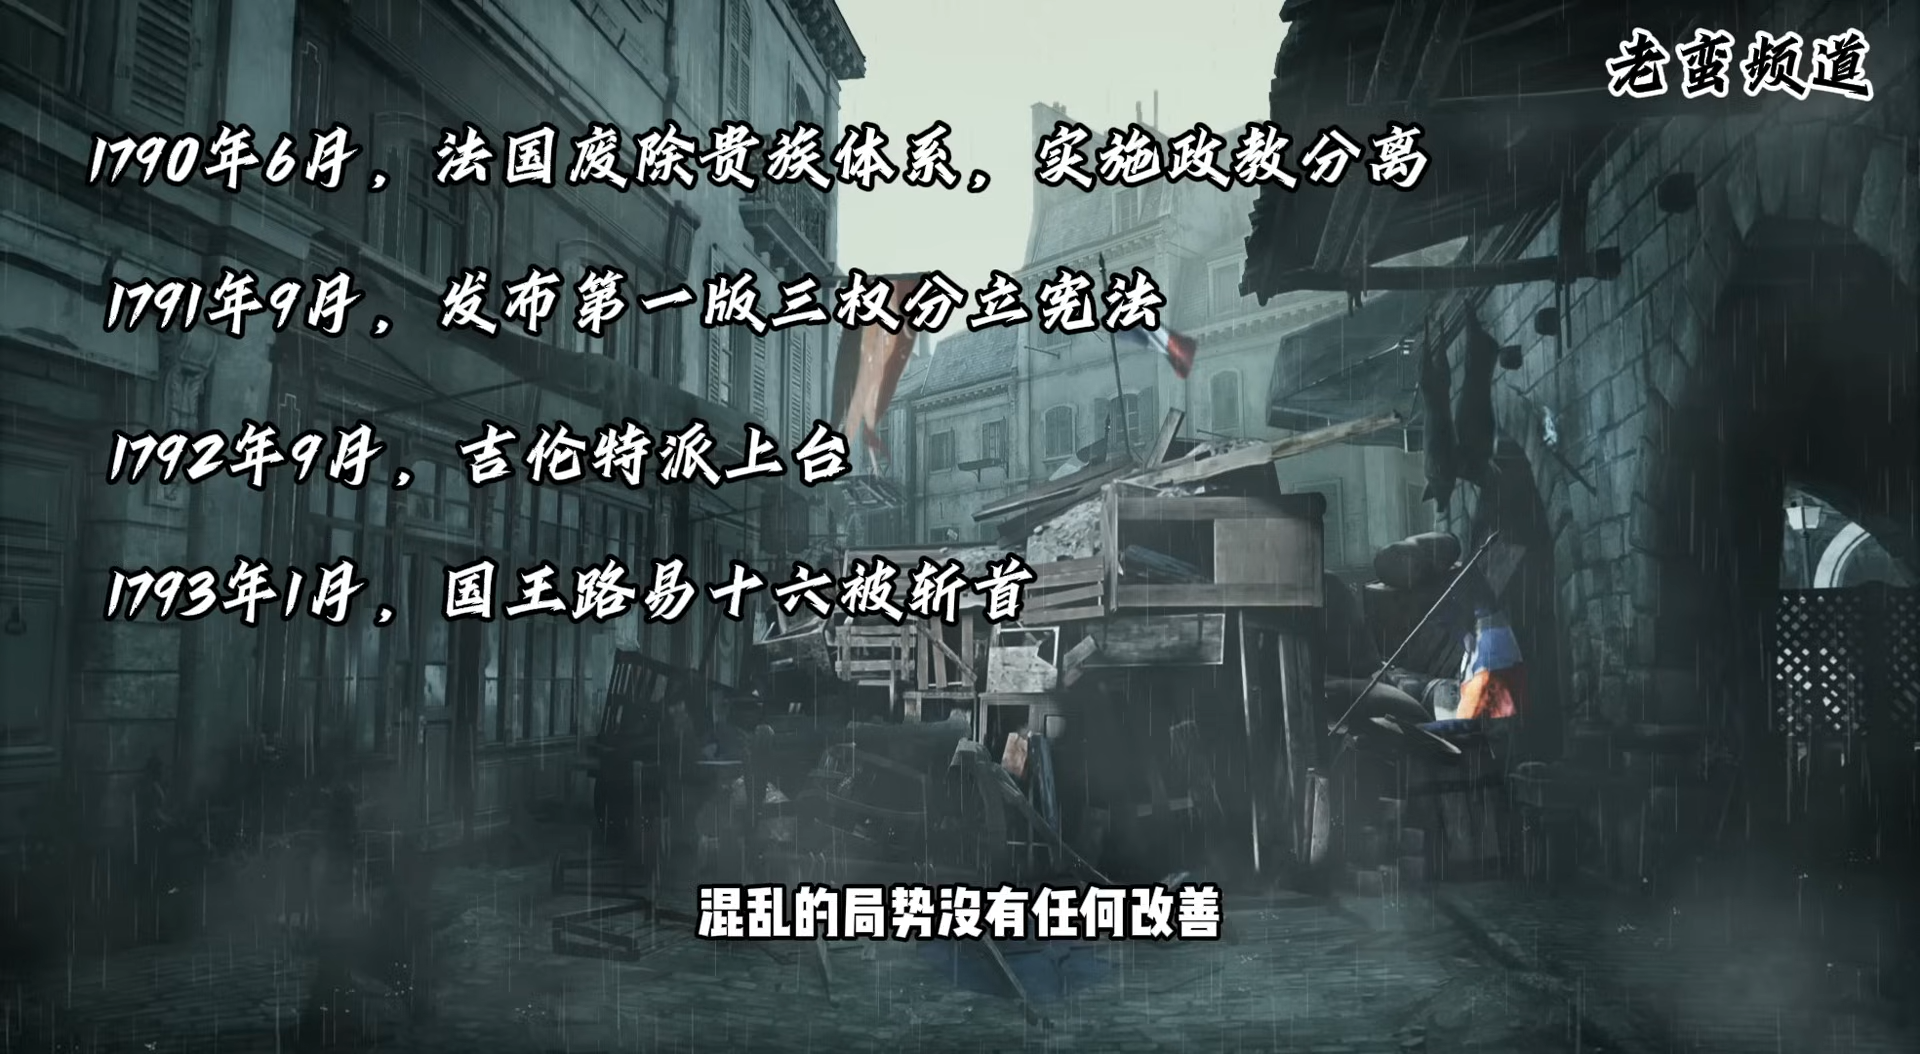 老蛮频道
1790年6月，法国废除贵族体系，实施政教分离
1791年9月，发布第一版三权分立宪法
1792年9月，吉伦特派上台
1793年1月，国王路易十六被斩首
混乱的局势没有任何改善